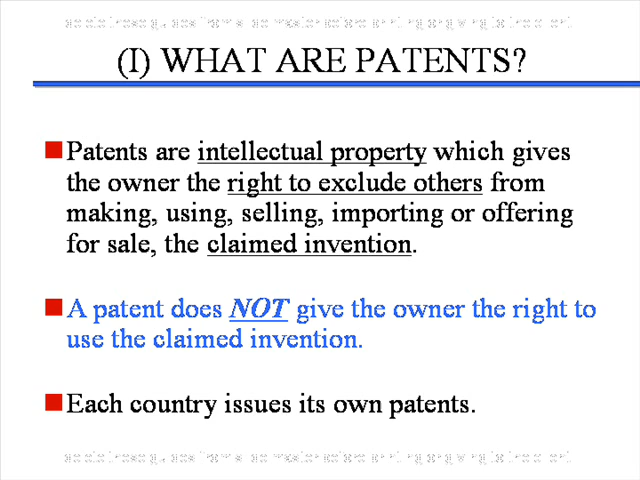 (I) WHAT ARE PATENTS?
Patents are intellectual property which gives
the owner the right to exclude others from
making, using, selling, importing or offering
for sale, the claimed invention.
A patent does NOT give the owner the right to
use the claimed invention.
Each country issues its own patents.